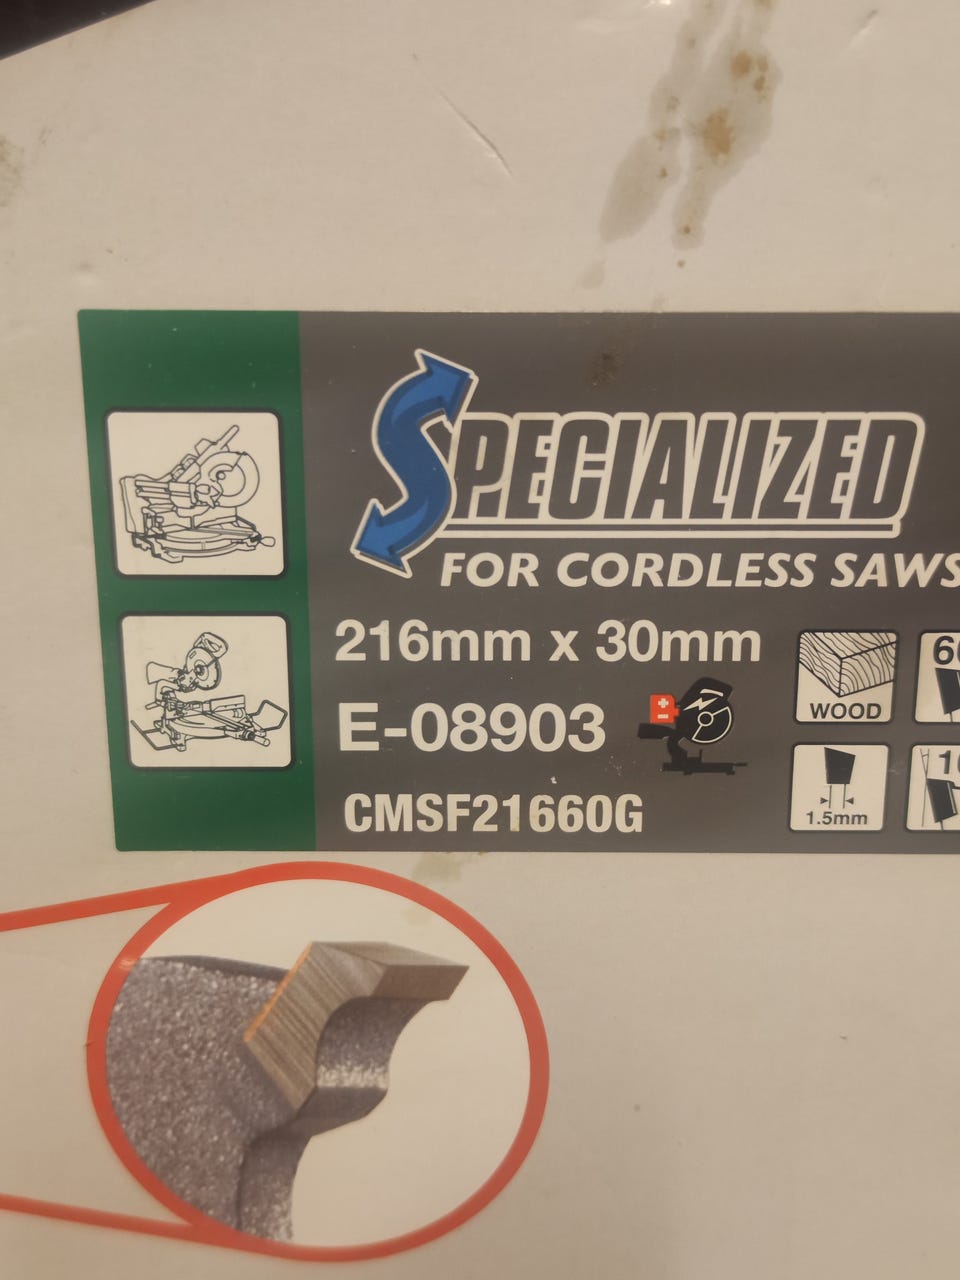 SPECIALIZED
FOR CORDLESS SAWS
216mm x 30mm
WOOD
E-08903
1.5mm
CMSF21660G